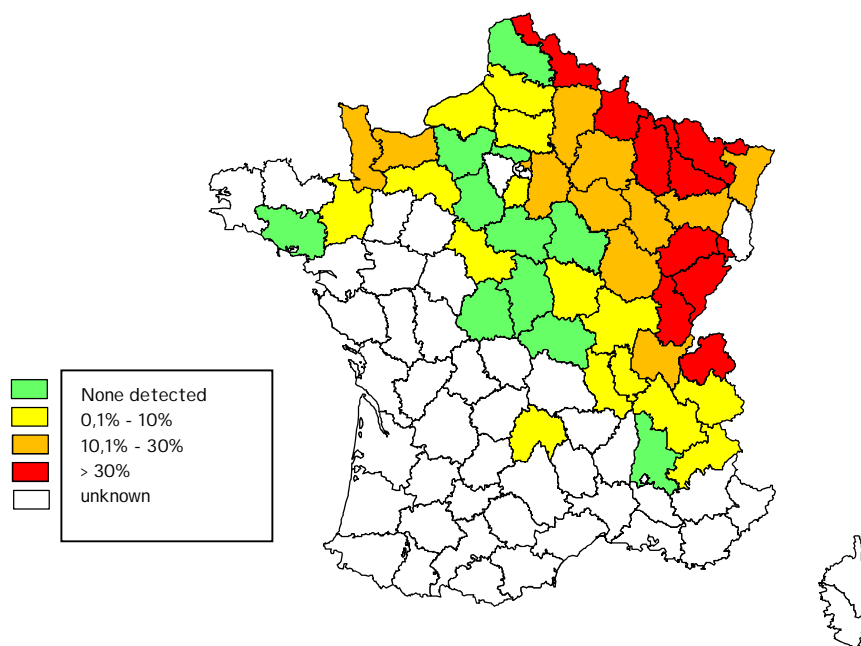 None detected
0,1% - 10%
10,1% - 30%
> 30%
unknown